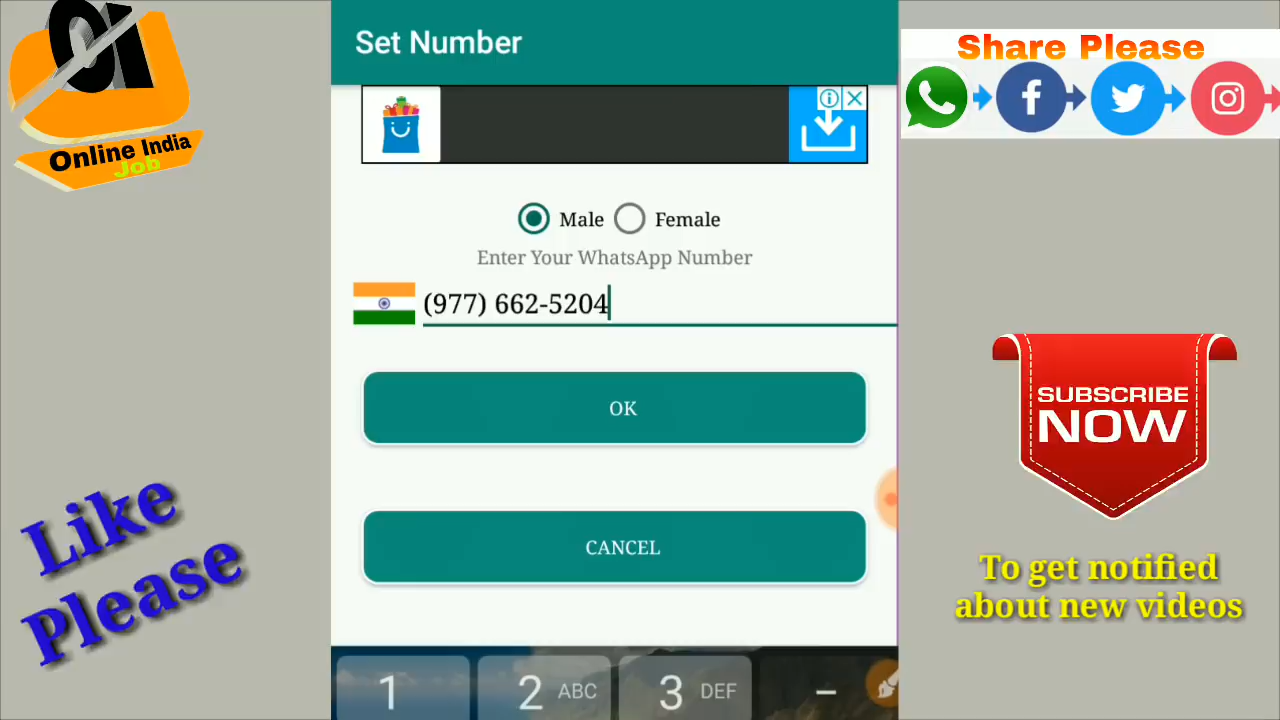 OI
Online India
Job
Set Number
Share Please
Male Female
Enter Your WhatsApp Number
(977) 662-5204
OK
CANCEL
SUBSCRIBE
NOW
Like
Please
To get notified
about new videos
1 2 ABC 3 DEF –